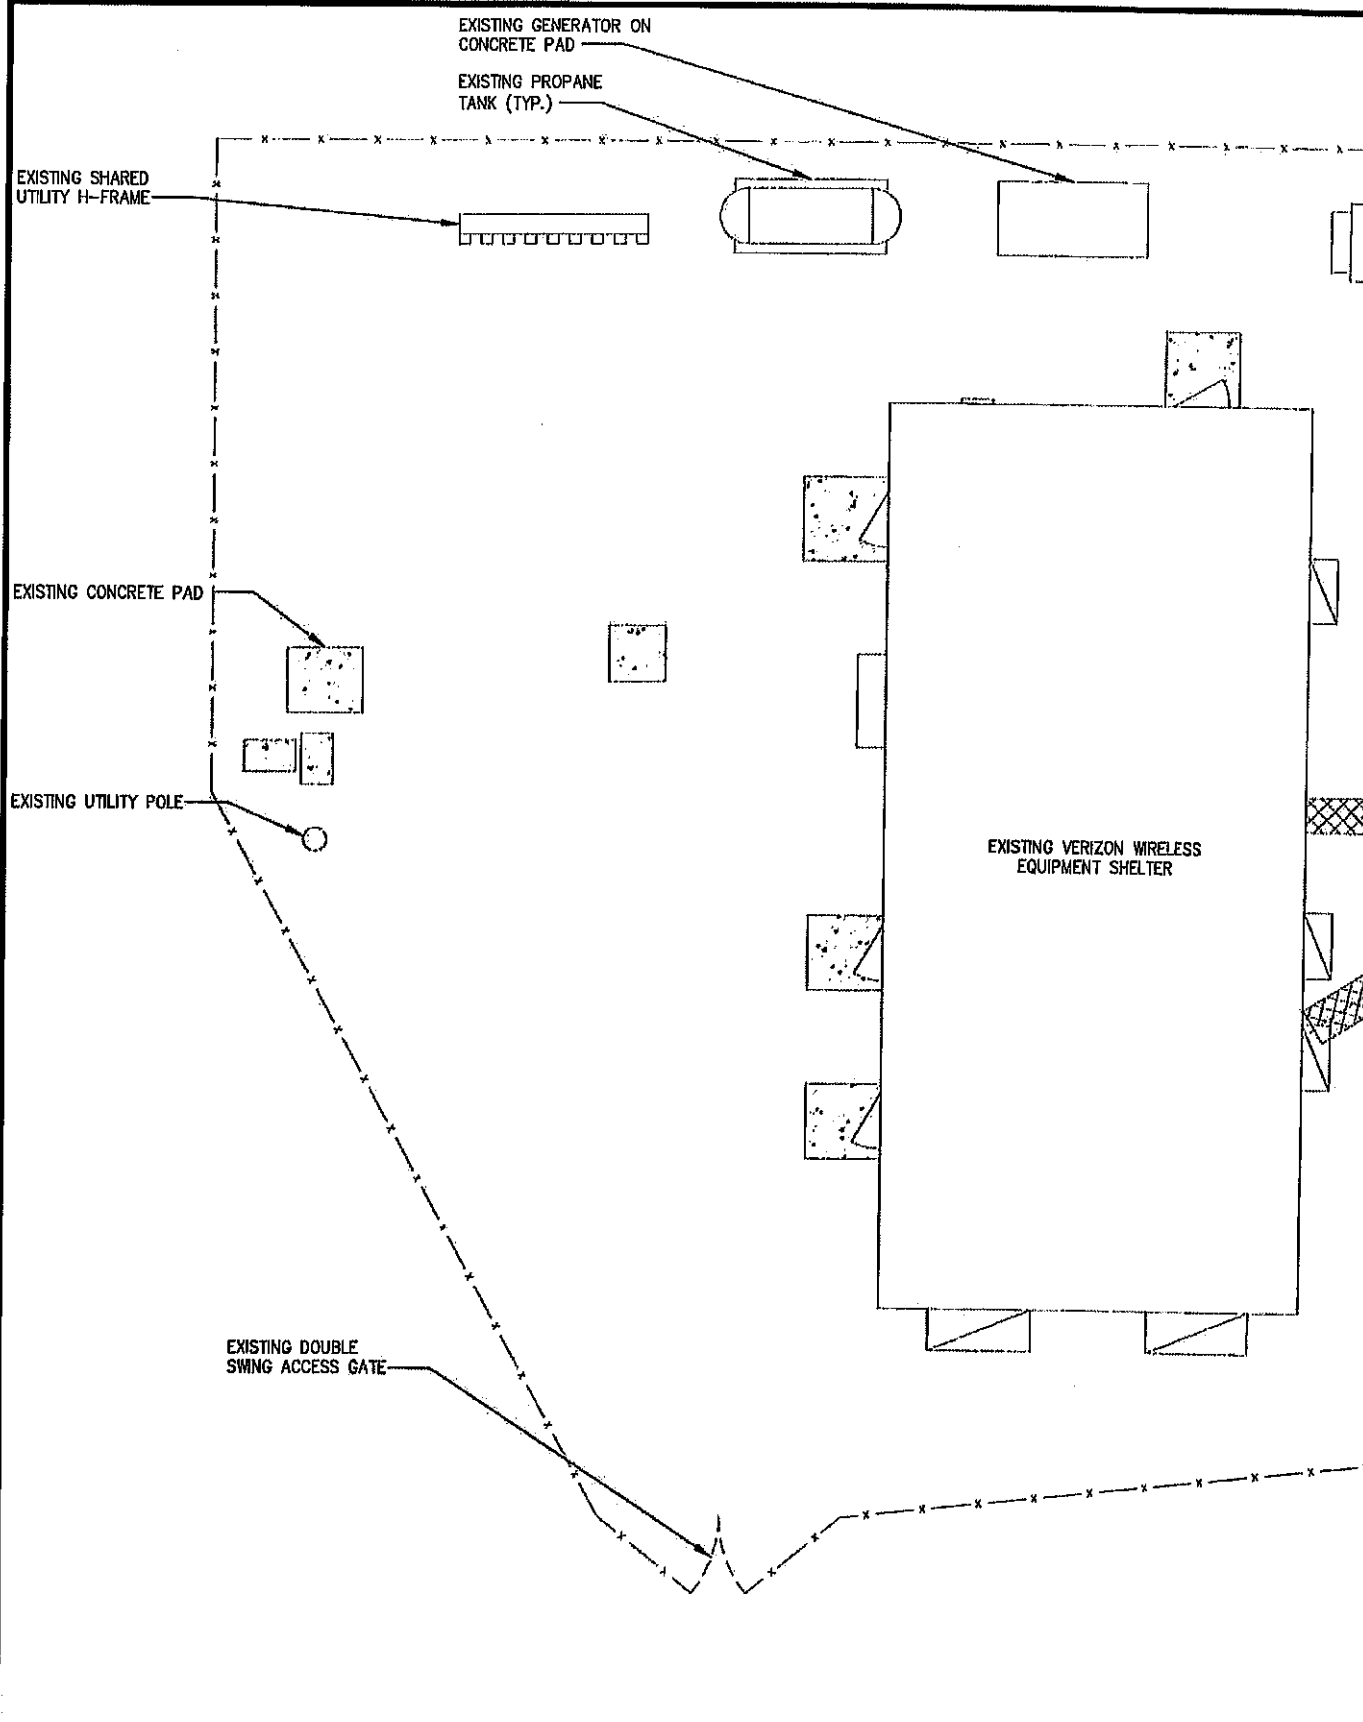 EXISTING GENERATOR ON
CONCRETE PAD
EXISTING PROPANE
TANK (TYP.)
EXISTING SHARED
UTILITY H-FRAME
EXISTING CONCRETE PAD
EXISTING UTILITY POLE
EXISTING VERIZON WIRELESS
EQUIPMENT SHELTER
EXISTING DOUBLE
SWING ACCESS GATE